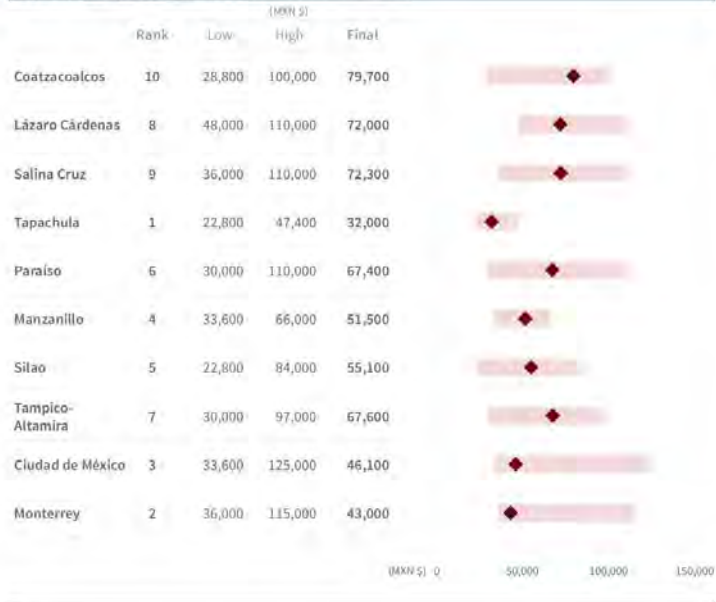 (MXN $)
Rank Low High Final
Coatzacoalcos 10 28,800 100,000 79,700
Lázaro Cárdenas 8 48,000 110,000 72,000
Salina Cruz 9 36,000 110,000 72,300
Tapachula 1 22,800 47,400 32,000
Paraíso 6 30,000 110,000 67,400
Manzanillo 4 33,600 66,000 51,500
Silao 5 22,800 84,000 55,100
Tampico-
Altamira 7 30,000 97,000 67,600
Ciudad de México 3 33,600 125,000 46,100
Monterrey 2 36,000 115,000 43,000
(MXN $) 0 50,000 100,000 150,000